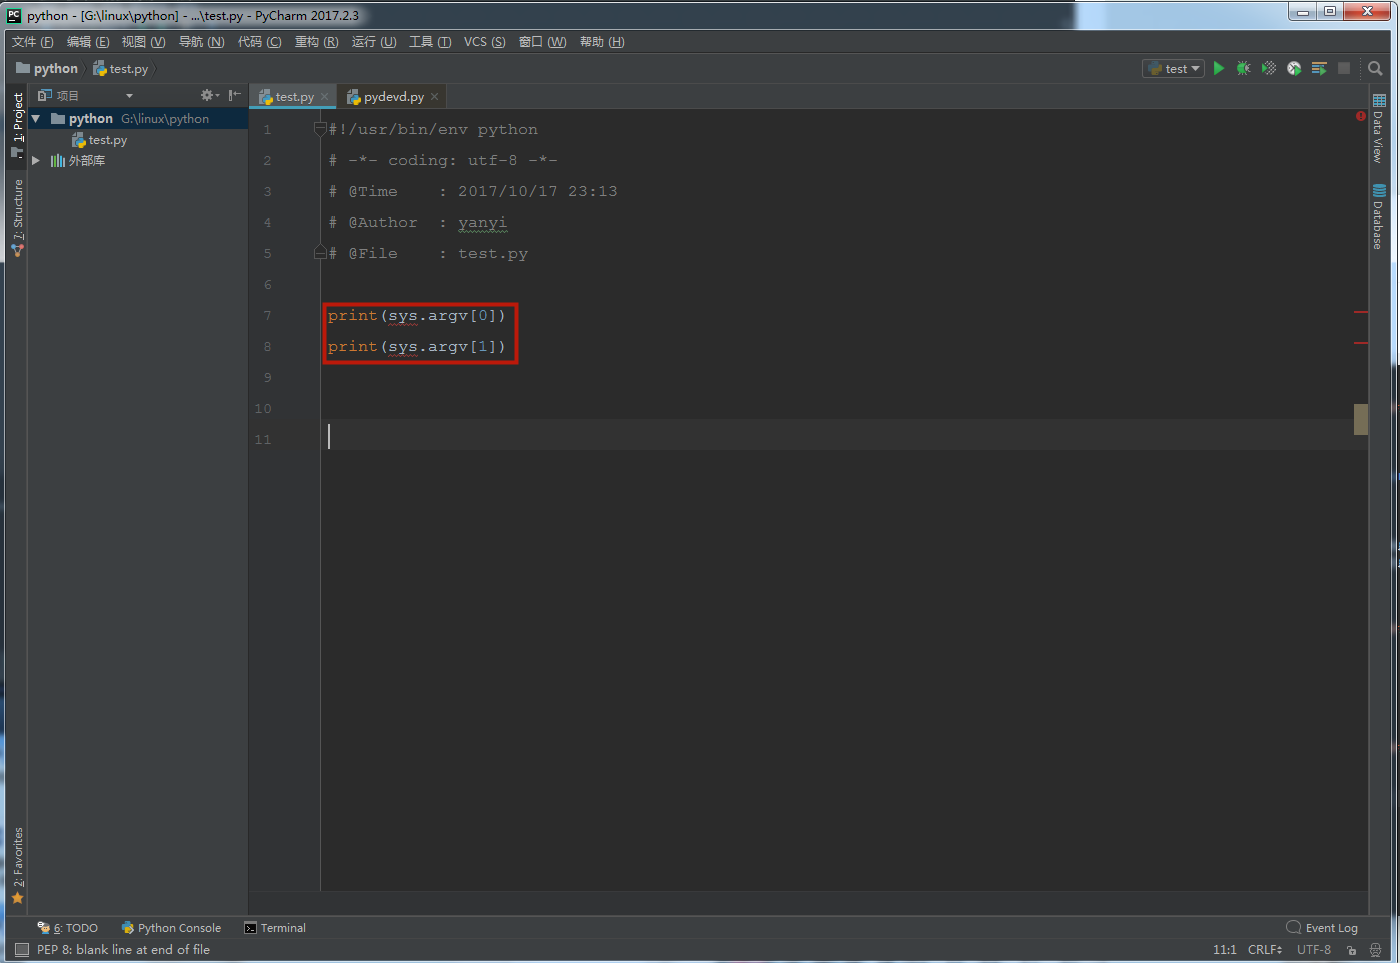 python - [G:\linux\python] - ...\test.py - PyCharm 2017.2.3
文件 (F) 编辑 (E) 视图 (V) 导航 (N) 代码 (C) 重构 (R) 运行 (U) 工具 (T) VCS (S) 窗口 (W) 帮助 (H)
python test.py test
项目 test.py pydevd.py
1: Project
python G:\linux\python
test.py
外部库
7: Structure
2: Favorites
1 #!/usr/bin/env python
2 # -*- coding: utf-8 -*-
3 # @Time    : 2017/10/17 23:13
4 # @Author  : yanyi
5 # @File    : test.py
6
7 print(sys.argv[0])
8 print(sys.argv[1])
9
10
11
Data View
Database
6: TODO Python Console Terminal Event Log
PEP 8: blank line at end of file 11:1 CRLF UTF-8